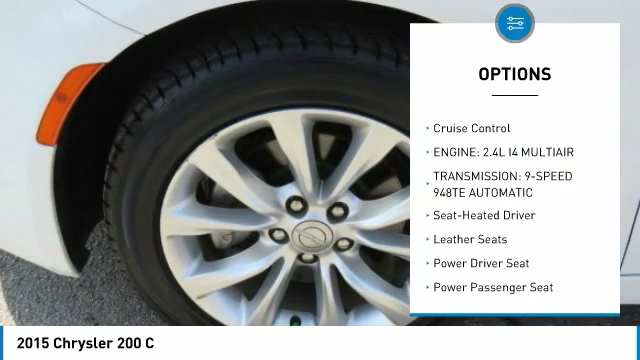 OPTIONS
Cruise Control
ENGINE: 2.4L I4 MULTIAIR
TRANSMISSION: 9-SPEED
948TE AUTOMATIC
Seat-Heated Driver
Leather Seats
Power Driver Seat
Power Passenger Seat
2015 Chrysler 200 C